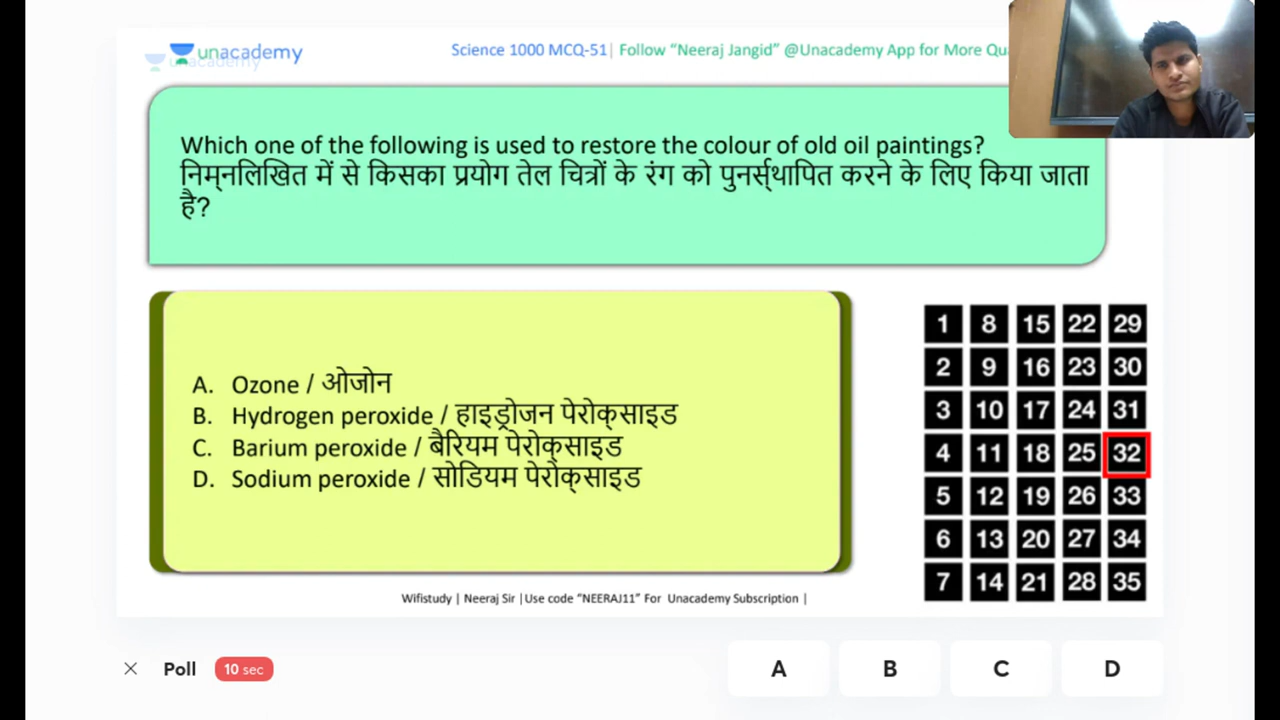 unacademy
unacademy
Science 1000 MCQ-51| Follow “Neeraj Jangid” @Unacademy App for More Qu
Which one of the following is used to restore the colour of old oil paintings?
निम्नलिखित में से किसका प्रयोग तेल चित्रों के रंग को पुनर्स्थापित करने के लिए किया जाता
है?
A. Ozone / ओजोन
B. Hydrogen peroxide / हाइड्रोजन पेरोक्साइड
C. Barium peroxide / बैरियम पेरोक्साइड
D. Sodium peroxide / सोडियम पेरोक्साइड
1 8 15 22 29
2 9 16 23 30
3 10 17 24 31
4 11 18 25 32
5 12 19 26 33
6 13 20 27 34
7 14 21 28 35
Wifistudy | Neeraj Sir |Use code “NEERAJ11” For Unacademy Subscription |
Poll 10 sec A B C D